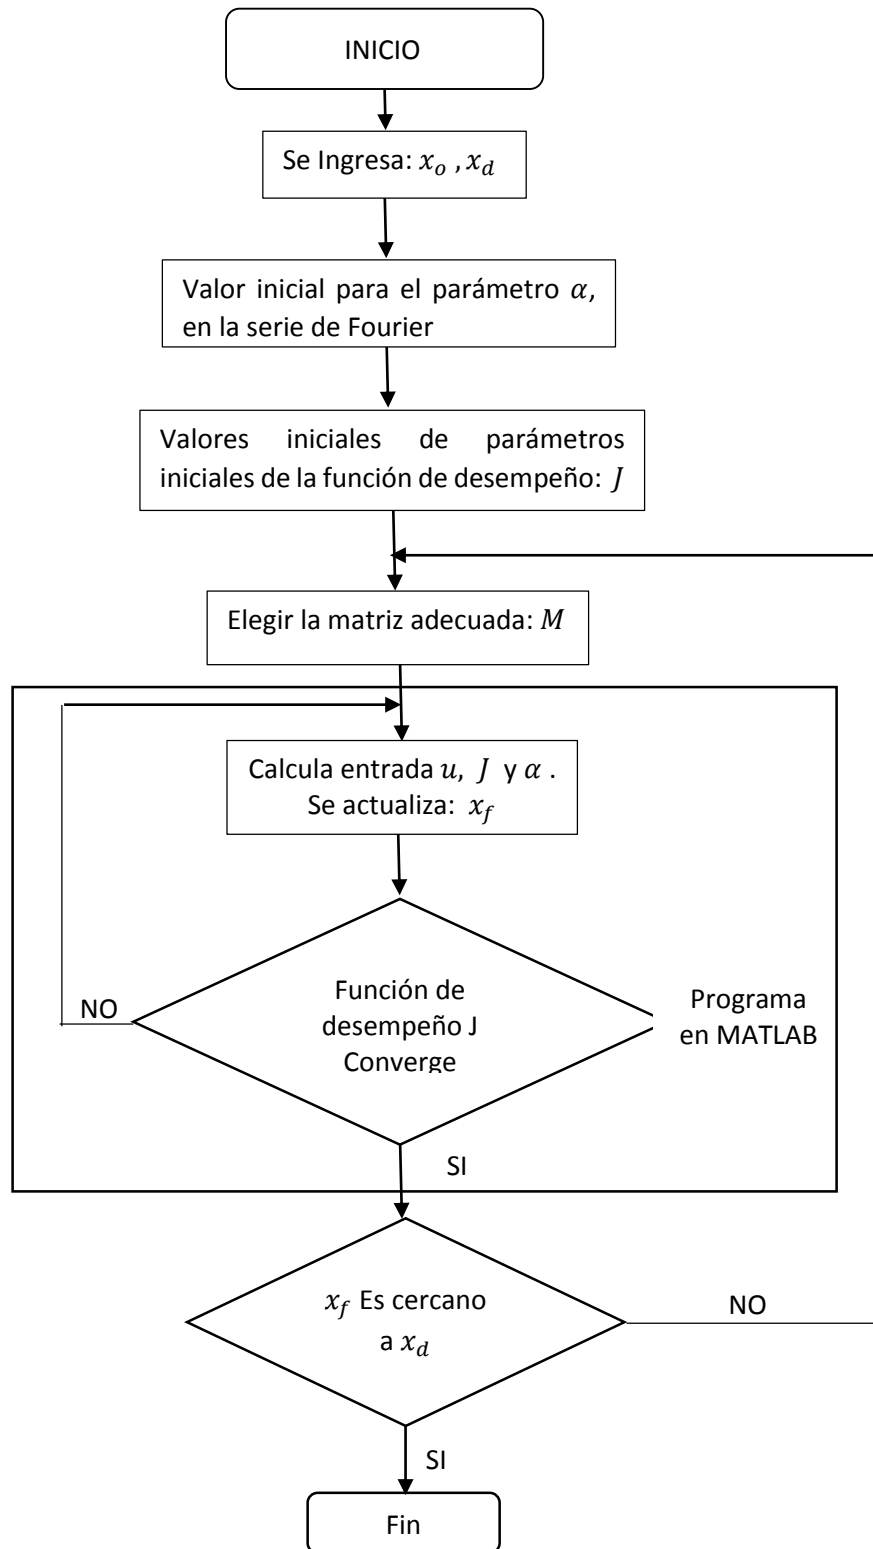 INICIO
Se Ingresa: x_o , x_d
Valor inicial para el parámetro α,
en la serie de Fourier
Valores iniciales de parámetros
iniciales de la función de desempeño: J
Elegir la matriz adecuada: M
Calcula entrada u, J y α .
Se actualiza: x_f
NO
Función de
desempeño J
Converge
Programa
en MATLAB
SI
x_f Es cercano
a x_d
NO
SI
Fin